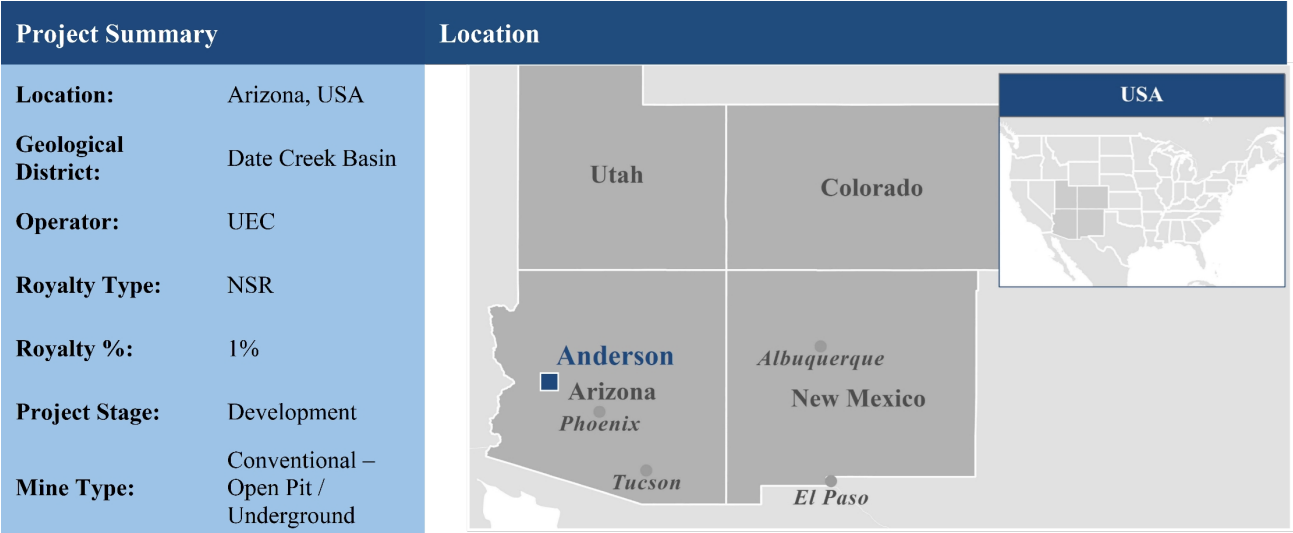 Project Summary
Location
Location:
Arizona, USA
Geological
District:
Date Creek Basin
Operator:
UEC
Royalty Type:
NSR
Royalty %:
1%
Project Stage:
Development
Mine Type:
Conventional –
Open Pit /
Underground
USA
Utah
Colorado
Anderson
Arizona
Phoenix
Tucson
Albuquerque
New Mexico
El Paso